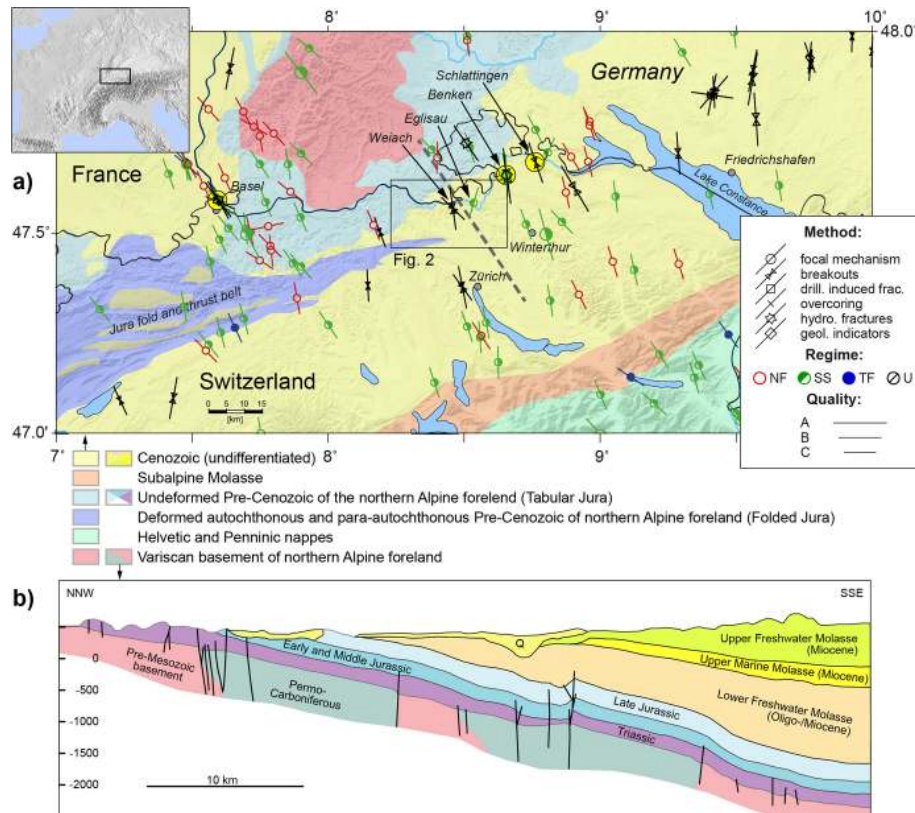 7
8
9
10
48.0
Schlattingen
Germany
Benken
Eglisau
Weiach
a)
France
Basel
Friedrichshafen
Lake Constance
47.5
Winterthur
Fig. 2
Zürich
Jura fold and thrust belt
Switzerland
0 5 10 15
[km]
47.0
7
8
9
Method:
focal mechanism
breakouts
drill. induced frac.
overcoring
hydro. fractures
geol. indicators
Regime:
NF SS TF U
Quality:
A
B
C
Cenozoic (undifferentiated)
Subalpine Molasse
Undeformed Pre-Cenozoic of the northern Alpine forelend (Tabular Jura)
Deformed autochthonous and para-autochthonous Pre-Cenozoic of northern Alpine foreland (Folded Jura)
Helvetic and Penninic nappes
Variscan basement of northern Alpine foreland
b)
NNW
SSE
0
-500
-1000
-1500
-2000
Pre-Mesozoic
basement
Early and Middle Jurassic
Permo-
Carboniferous
Q
Upper Freshwater Molasse
(Miocene)
Upper Marine Molasse (Miocene)
Lower Freshwater Molasse
(Oligo-/Miocene)
Late Jurassic
Triassic
10 km